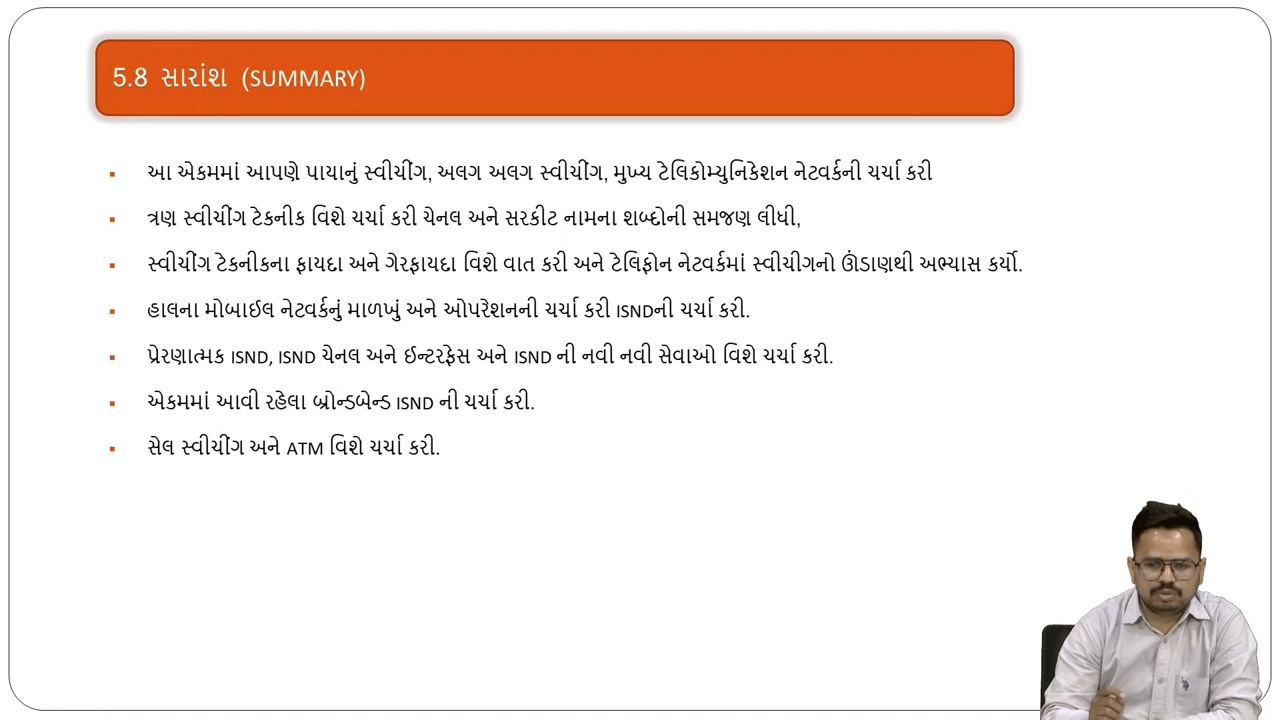 5.8 સારાંશ (SUMMARY)
આ એકમમાં આપણે પાયાનું સ્વીચીંગ, અલગ અલગ સ્વીચીંગ, મુખ્ય ટેલિકોમ્યુનિકેશન નેટવર્કની ચર્ચા કરી
ત્રણ સ્વીચીંગ ટેકનીક વિશે ચર્ચા કરી ચેનલ અને સરકીટ નામના શબ્દોની સમજણ લીધી,
સ્વીચીંગ ટેકનીકના ફાયદા અને ગેરફાયદા વિશે વાત કરી અને ટેલિફોન નેટવર્કમાં સ્વીચીગનો ઊંડાણથી અભ્યાસ કર્યો.
હાલના મોબાઈલ નેટવર્કનું માળખું અને ઓપરેશનની ચર્ચા કરી ISNDની ચર્ચા કરી.
પ્રેરણાત્મક ISND, ISND ચેનલ અને ઈન્ટરફેસ અને ISND ની નવી નવી સેવાઓ વિશે ચર્ચા કરી.
એકમમાં આવી રહેલા બ્રોન્ડબેન્ડ ISND ની ચર્ચા કરી.
સેલ સ્વીચીંગ અને ATM વિશે ચર્ચા કરી.